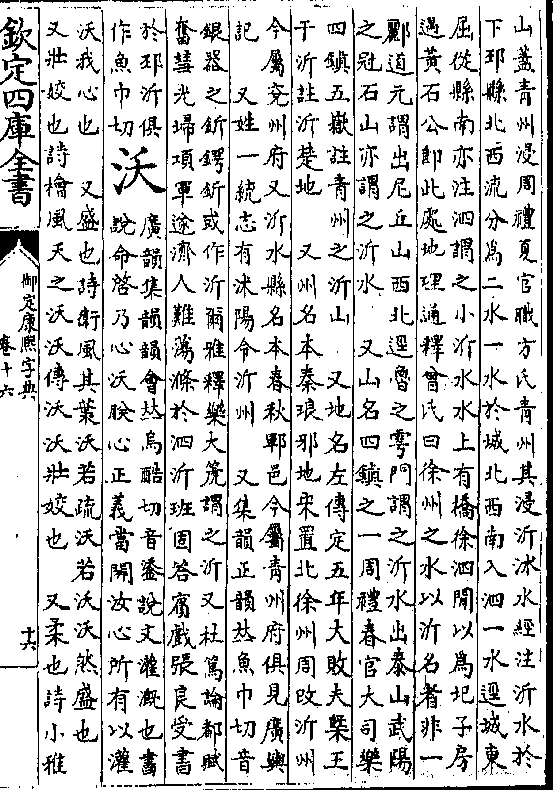 山蓋青州浸周禮夏官職方氏青州其浸沂沭水經注沂水於
下邳縣北西流分爲二水一水於城北西南入泗一水逕城東
屈從縣南亦注泗謂之小沂水水上有橋徐泗閒以爲圯子房
遇黃石公卽此處地理通釋曾氏曰徐州之水以沂名者非一
酈道元謂出尼丘山西北逕魯之雩門謂之沂水出泰山武陽
之冠石山亦謂之沂水 又山名四鎮之一周禮春官大司樂
四鎮五嶽註青州之沂山 又地名左傳定五年大敗夫槩王
于沂註沂楚地 又州名本秦琅邪地宋置北徐州周改沂州
今屬兗州府又沂水縣名本春秋鄆邑今屬青州府俱見廣輿
記 又姓一統志有沭陽令沂州 又集韻正韻𠀤魚巾切音
銀器之釿鍔釿或作沂爾雅釋樂大箎謂之沂又杜篤論都賦
奮彗光埽項軍遂濟人難蕩滌於泗沂班固答賓戲張良受書
於邳沂俱
作魚巾切
沃
廣韻集韻韻會𠀤烏酷切音鋈說文灌漑也書
說命啓乃心沃朕心正義當開汝心所有以灌
沃我心也 又盛也詩衛風其葉沃若疏沃若沃沃然盛也
又壯姣也詩檜風夭之沃沃傳沃沃壯姣也 又柔也詩小雅
欽定四庫全書
御定康熙字典
卷十六
十六